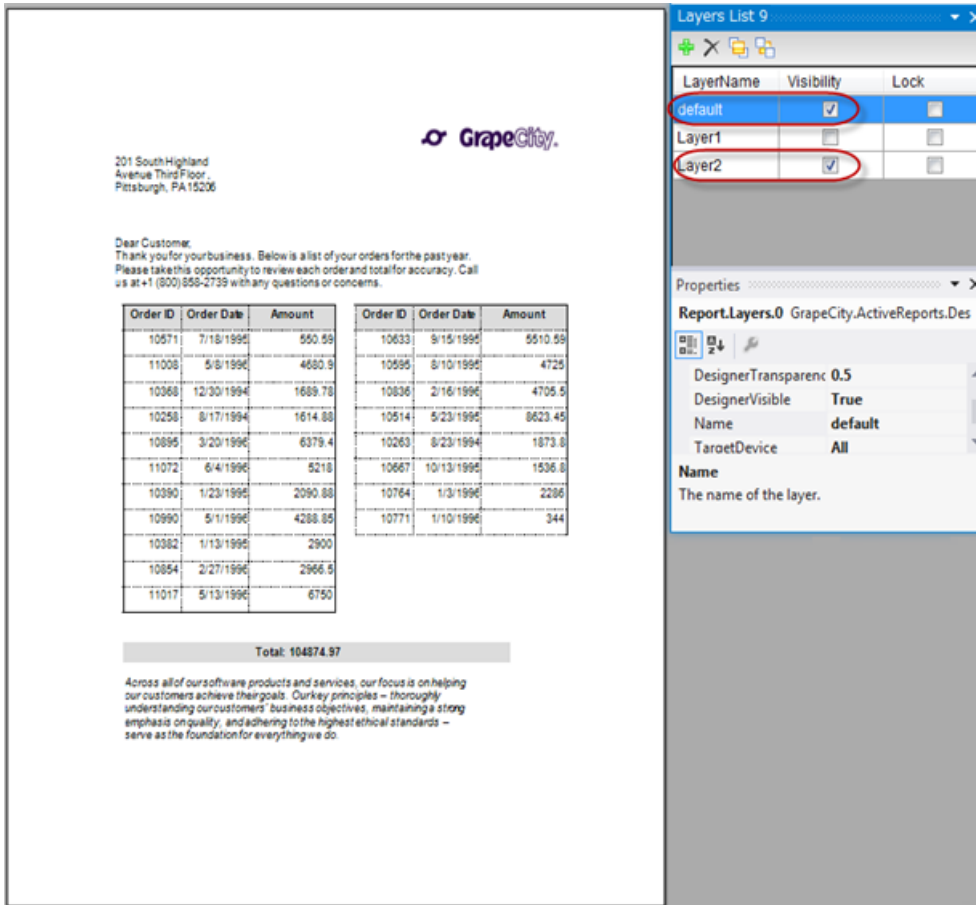 GrapeCity.
201 South Highland
Avenue Third Floor,
Pittsburgh, PA 15206
Dear Customer,
Thank you for your business. Below is a list of your orders for the past year.
Please take this opportunity to review each order and total for accuracy. Call
us at +1 (800) 858-2739 with any questions or concerns.
Order ID Order Date Amount Order ID Order Date Amount
10571 7/18/1995 550.59 10633 9/15/1995 5510.59
11008 5/8/1996 4680.9 10595 8/10/1995 4725
10368 12/30/1994 1689.78 10836 2/16/1996 4705.5
10258 8/17/1994 1614.88 10514 5/23/1995 8623.45
10895 3/20/1996 6379.4 10263 8/23/1994 1873.8
11072 6/4/1996 5218 10667 10/13/1995 1536.8
10390 1/23/1995 2090.88 10764 1/3/1996 2286
10990 5/1/1996 4288.85 10771 1/10/1996 344
10382 1/13/1995 2900
10854 2/27/1996 2966.5
11017 5/13/1996 6750
Total: 104874.97
Across all of our software products and services, our focus is on helping
our customers achieve their goals. Our key principles – thoroughly
understanding our customers' business objectives, maintaining a strong
emphasis on quality, and adhering to the highest ethical standards –
serve as the foundation for everything we do.
Layers List 9
LayerName Visibility Lock
default
Layer1
Layer2
Properties
Report.Layers.0 GrapeCity.ActiveReports.Des
DesignerTransparenc 0.5
DesignerVisible True
Name default
TargetDevice All
Name
The name of the layer.